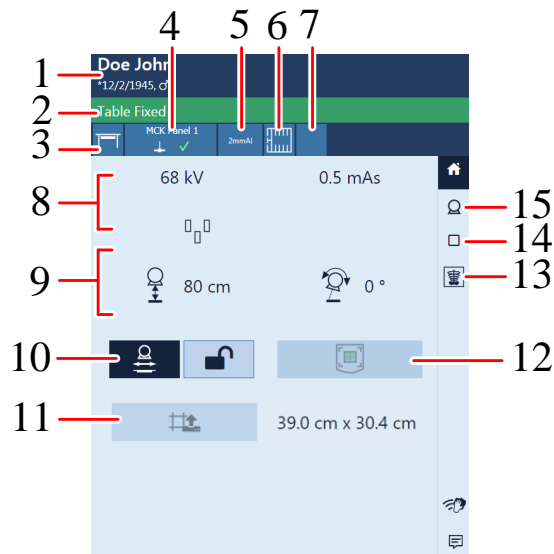 4
5
6
7
1
Doe John
*12/2/1945, ♂
2
Table Fixed
3
MCK Panel 1
2mmAl
8
68 kV
0.5 mAs
15
14
13
9
80 cm
0 °
10
12
11
39.0 cm x 30.4 cm